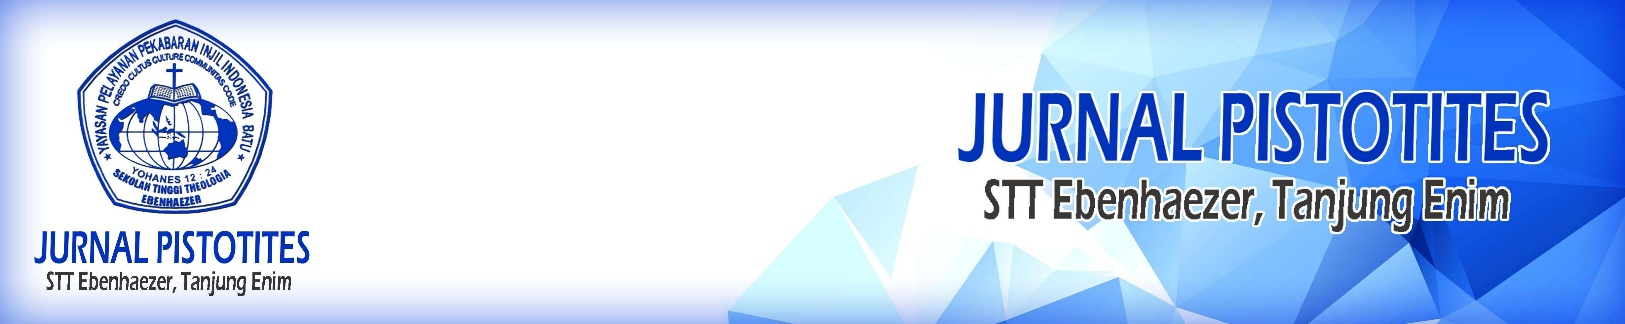 YAYASAN PELAYANAN PEKABARAN INJIL INDONESIA BATU
CREDO CULTUS CULTURE COMMUNITAS CODE
YOHANES 12 : 24
SEKOLAH TINGGI THEOLOGIA
EBENHAEZER
JURNAL PISTOTITES
STT Ebenhaezer, Tanjung Enim
JURNAL PISTOTITES
STT Ebenhaezer, Tanjung Enim